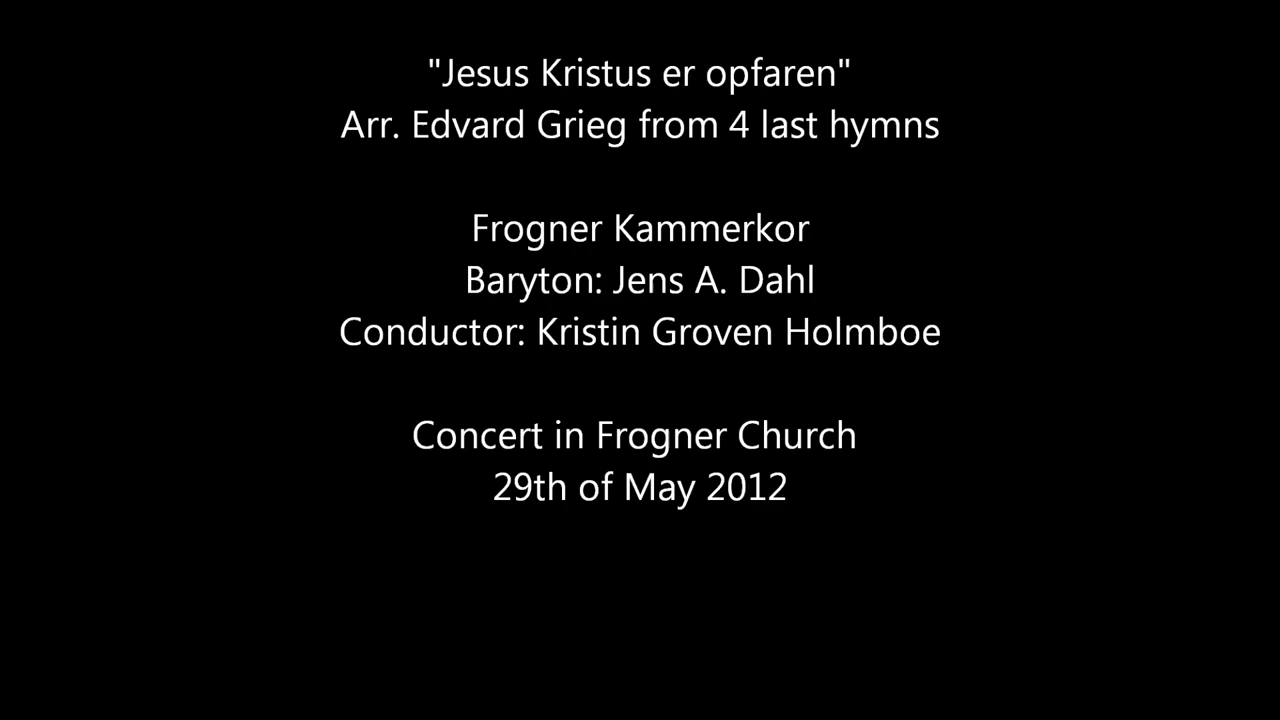 "Jesus Kristus er opfaren"
Arr. Edvard Grieg from 4 last hymns
Frogner Kammerkor
Baryton: Jens A. Dahl
Conductor: Kristin Groven Holmboe
Concert in Frogner Church
29th of May 2012